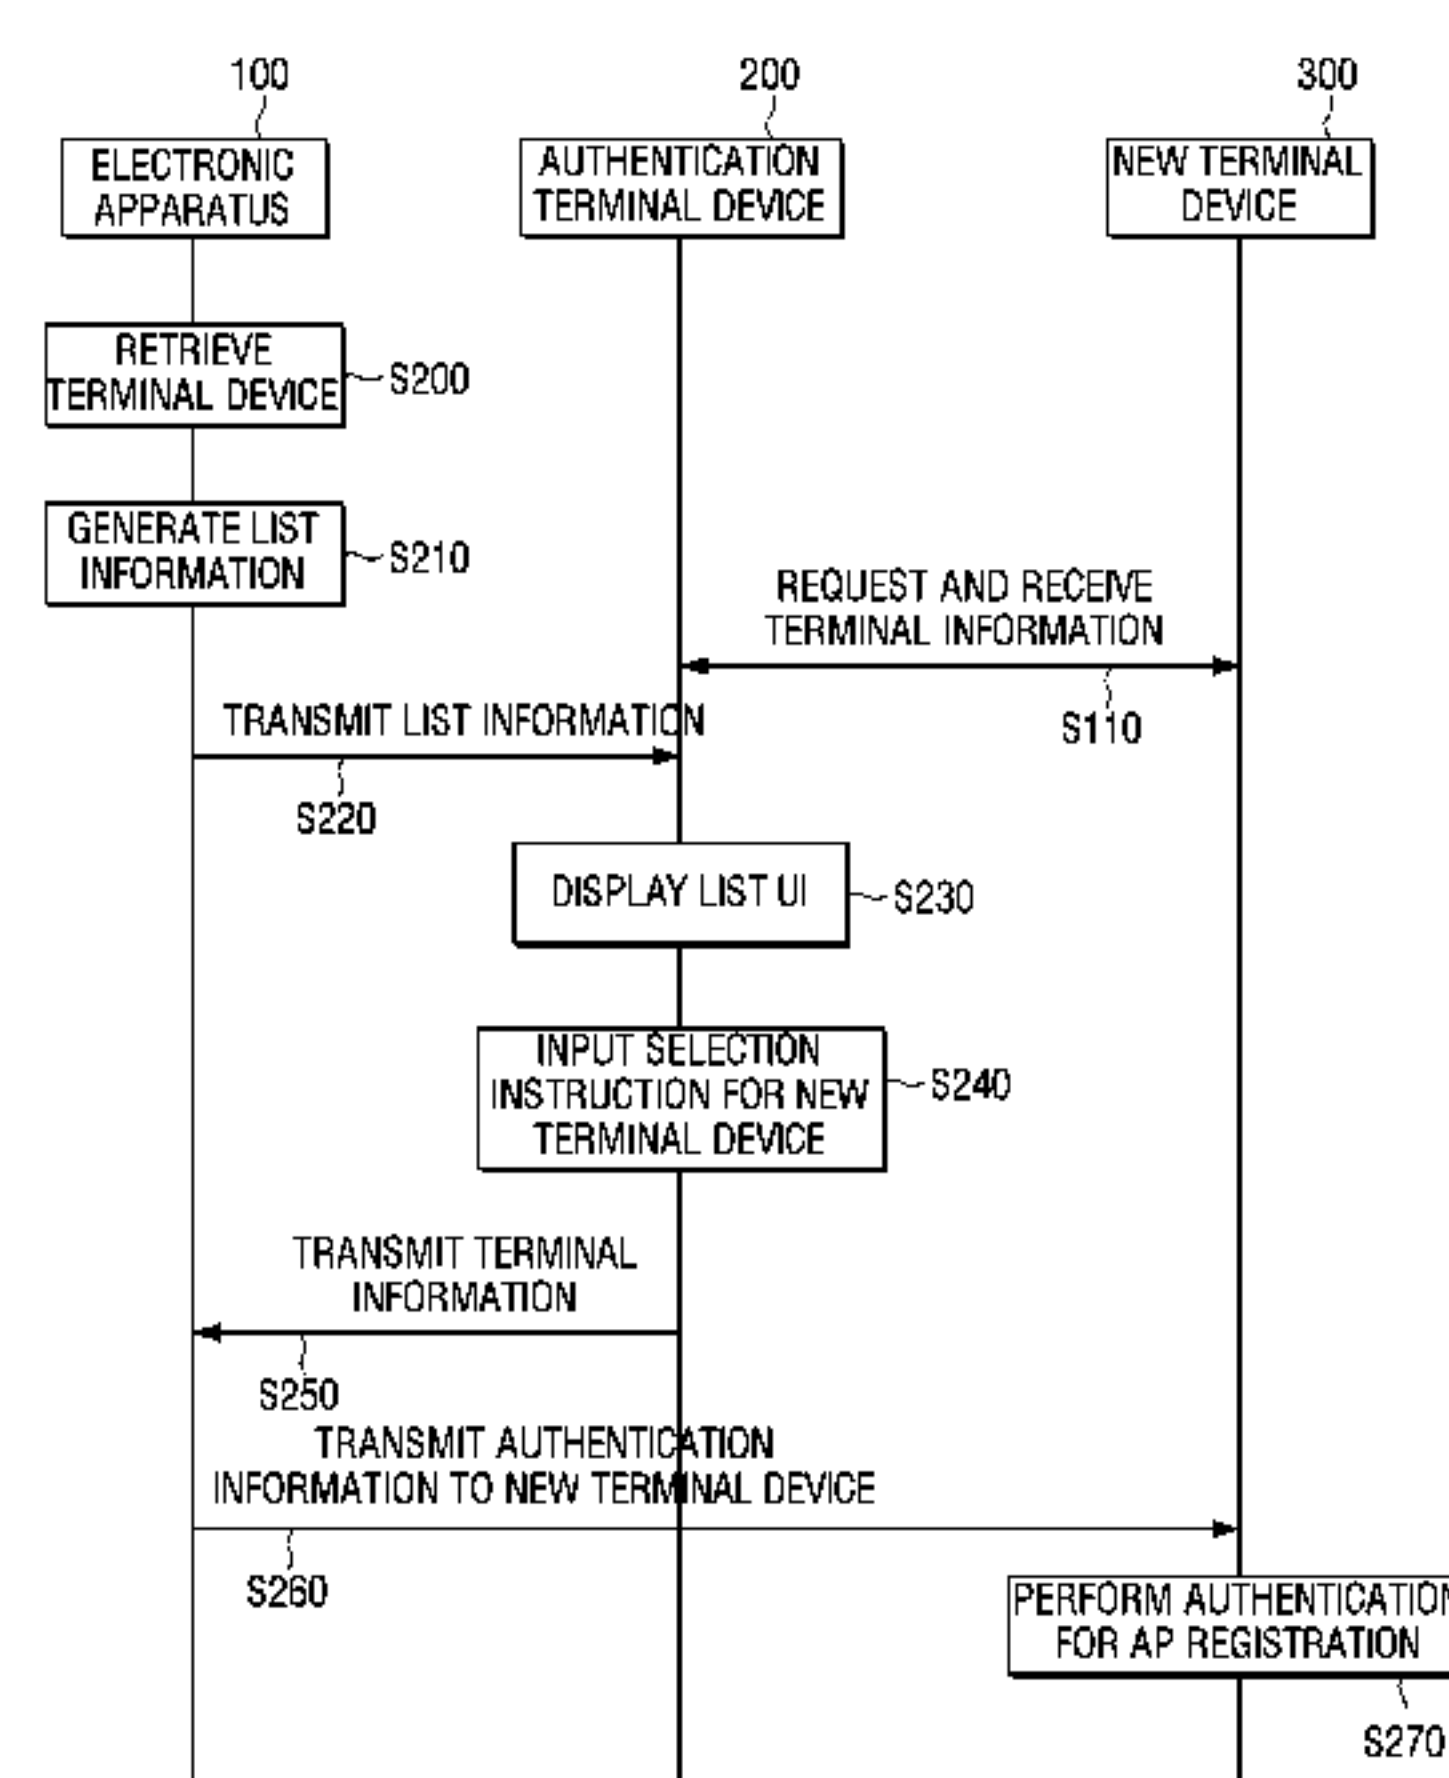 100
200
300
ELECTRONIC
APPARATUS
AUTHENTICATION
TERMINAL DEVICE
NEW TERMINAL
DEVICE
RETRIEVE
TERMINAL DEVICE
S200
GENERATE LIST
INFORMATION
S210
REQUEST AND RECEIVE
TERMINAL INFORMATION
S110
TRANSMIT LIST INFORMATION
S220
DISPLAY LIST UI
S230
INPUT SELECTION
INSTRUCTION FOR NEW
TERMINAL DEVICE
S240
TRANSMIT TERMINAL
INFORMATION
S250
TRANSMIT AUTHENTICATION
INFORMATION TO NEW TERMINAL DEVICE
S260
PERFORM AUTHENTICATION
FOR AP REGISTRATION
S270